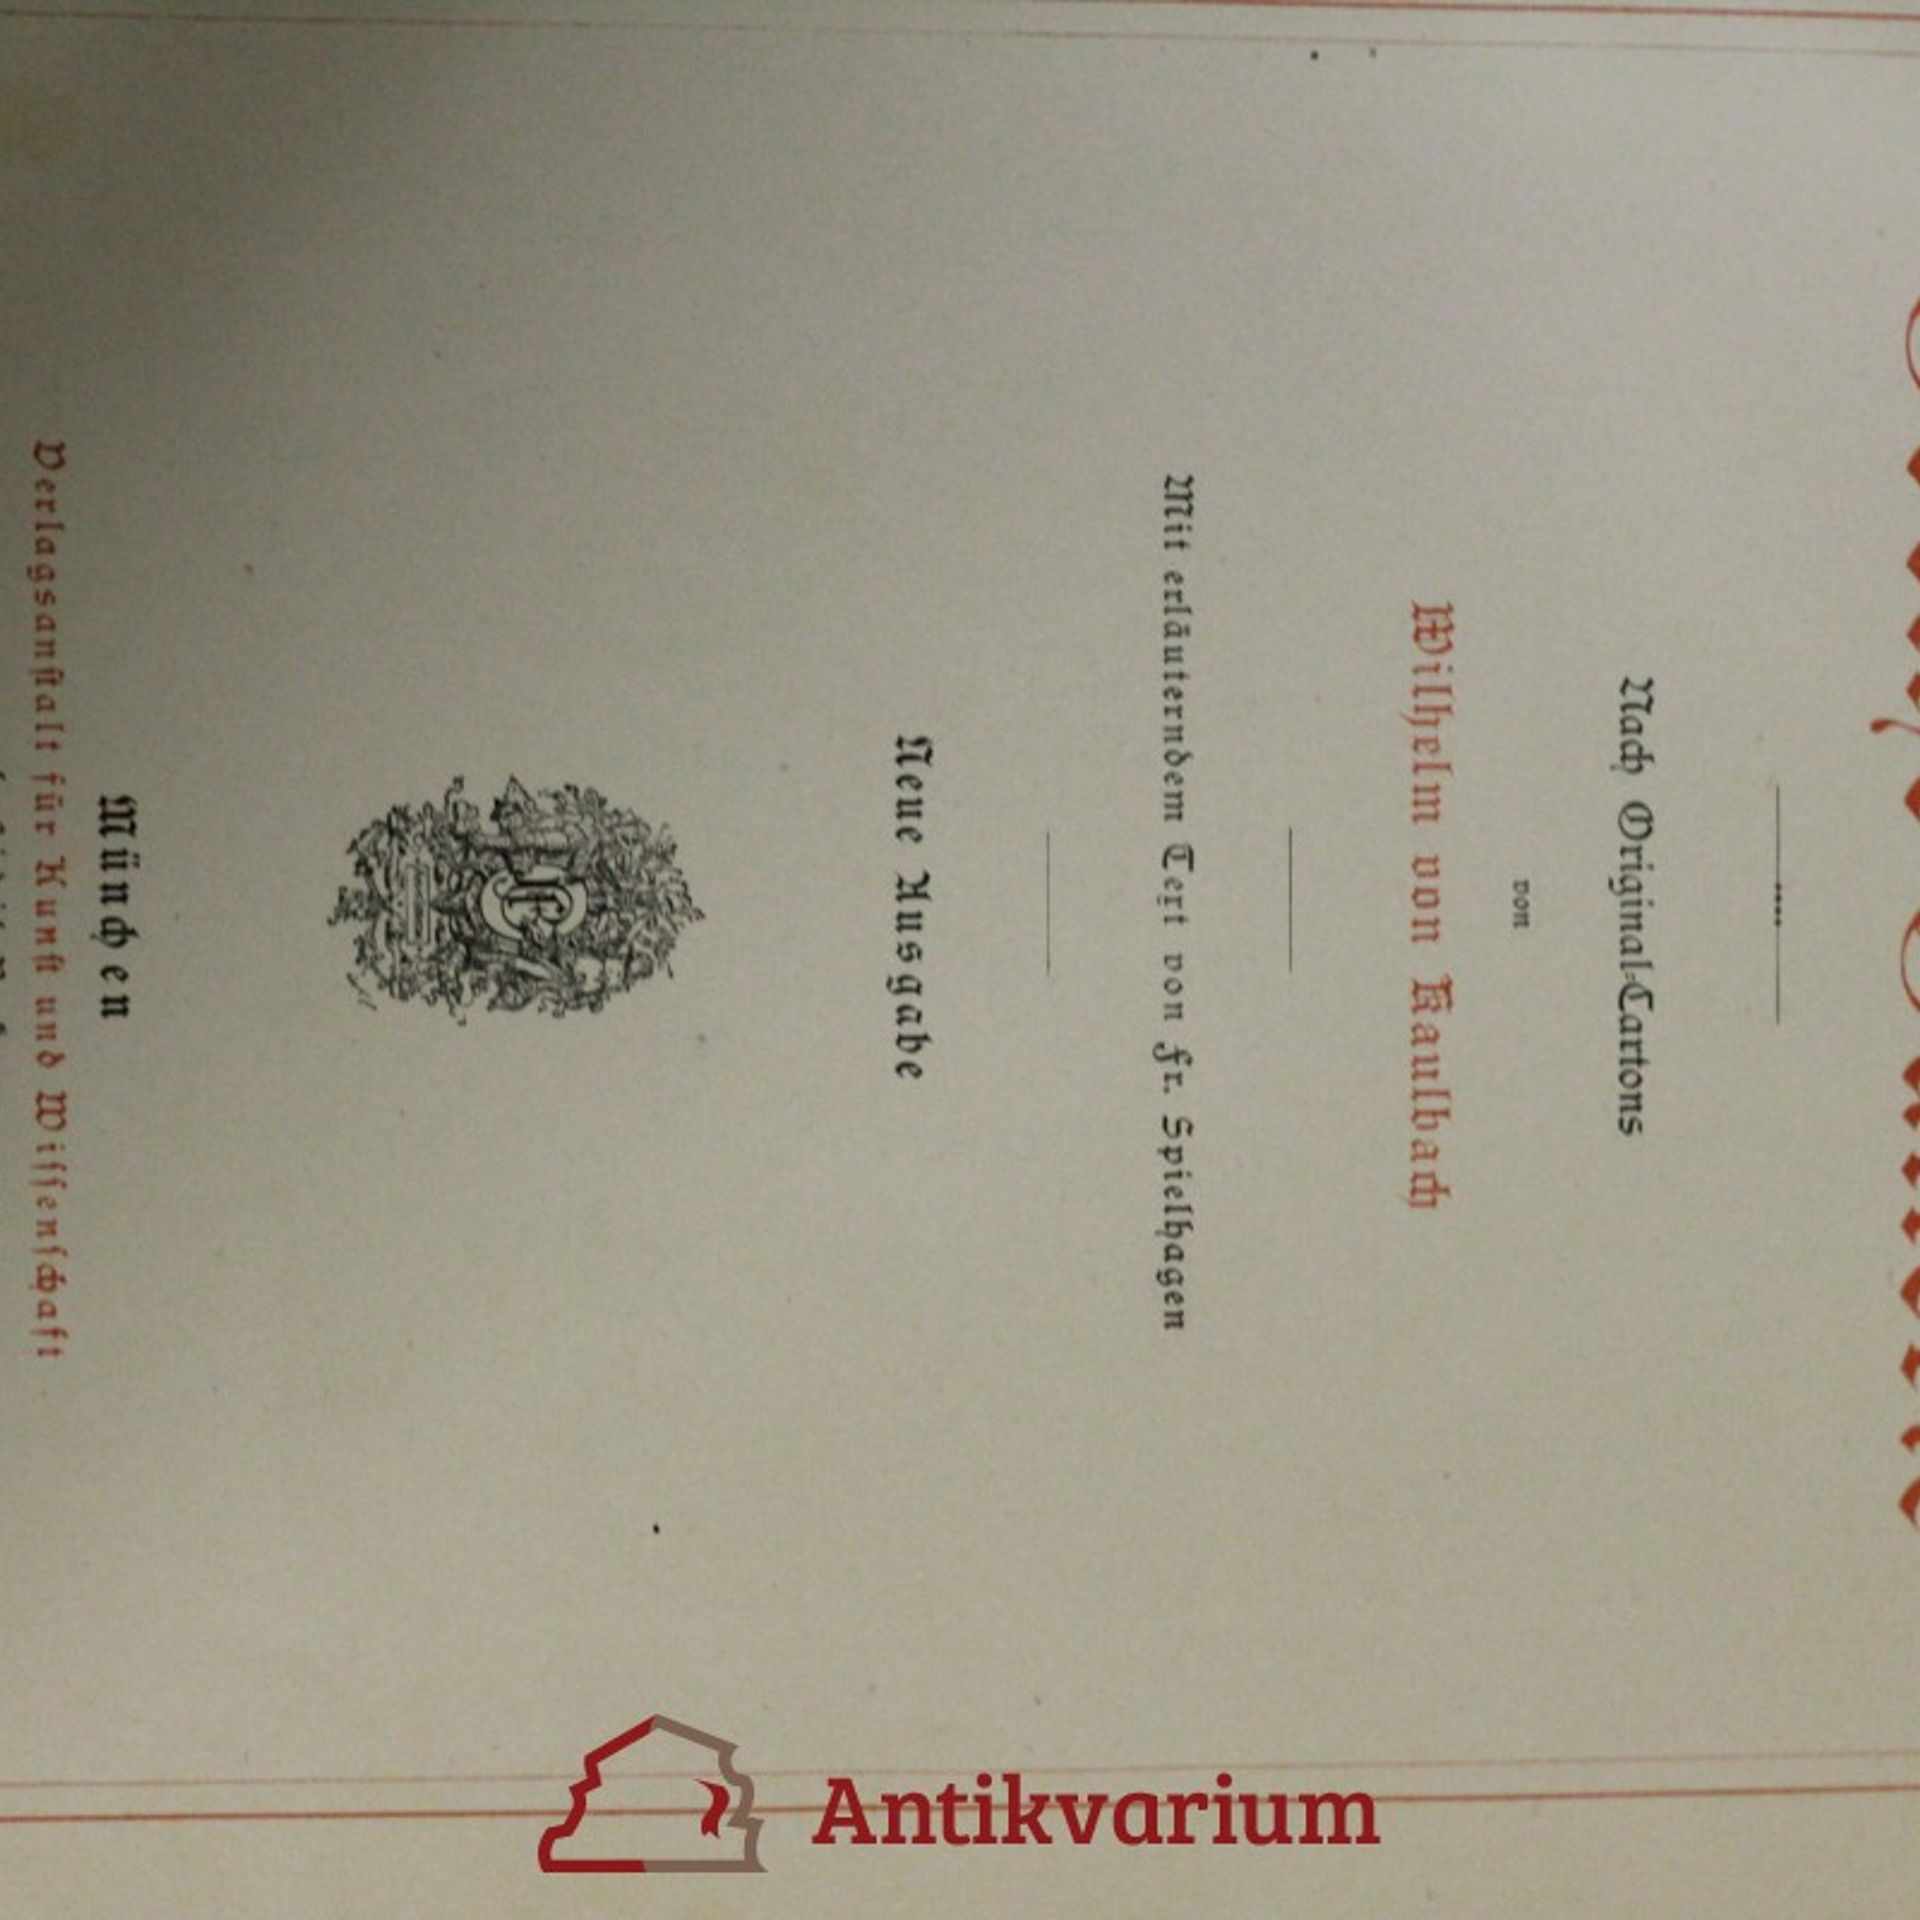 Nach Original-Cartons
von
Wilhelm von Kaulbach
Mit erläuterndem Text von Fr. Spielhagen
Neue Ausgabe
München
Verlagsanstalt für Kunst und Wissenschaft
Antikvarium